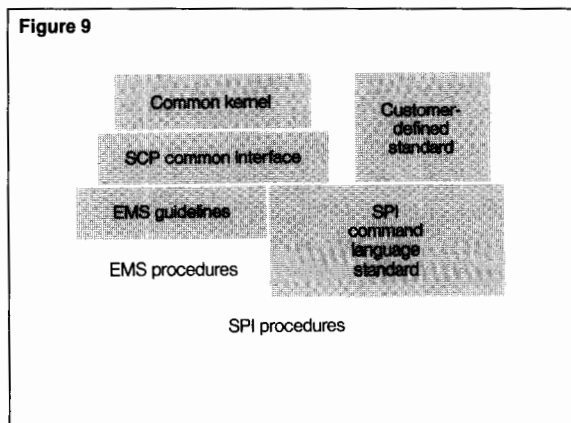 Figure 9
Common kernel
Customer-
defined
standard
SCP common interface
EMS guidelines
SPI
command
language
standard
EMS procedures
SPI procedures